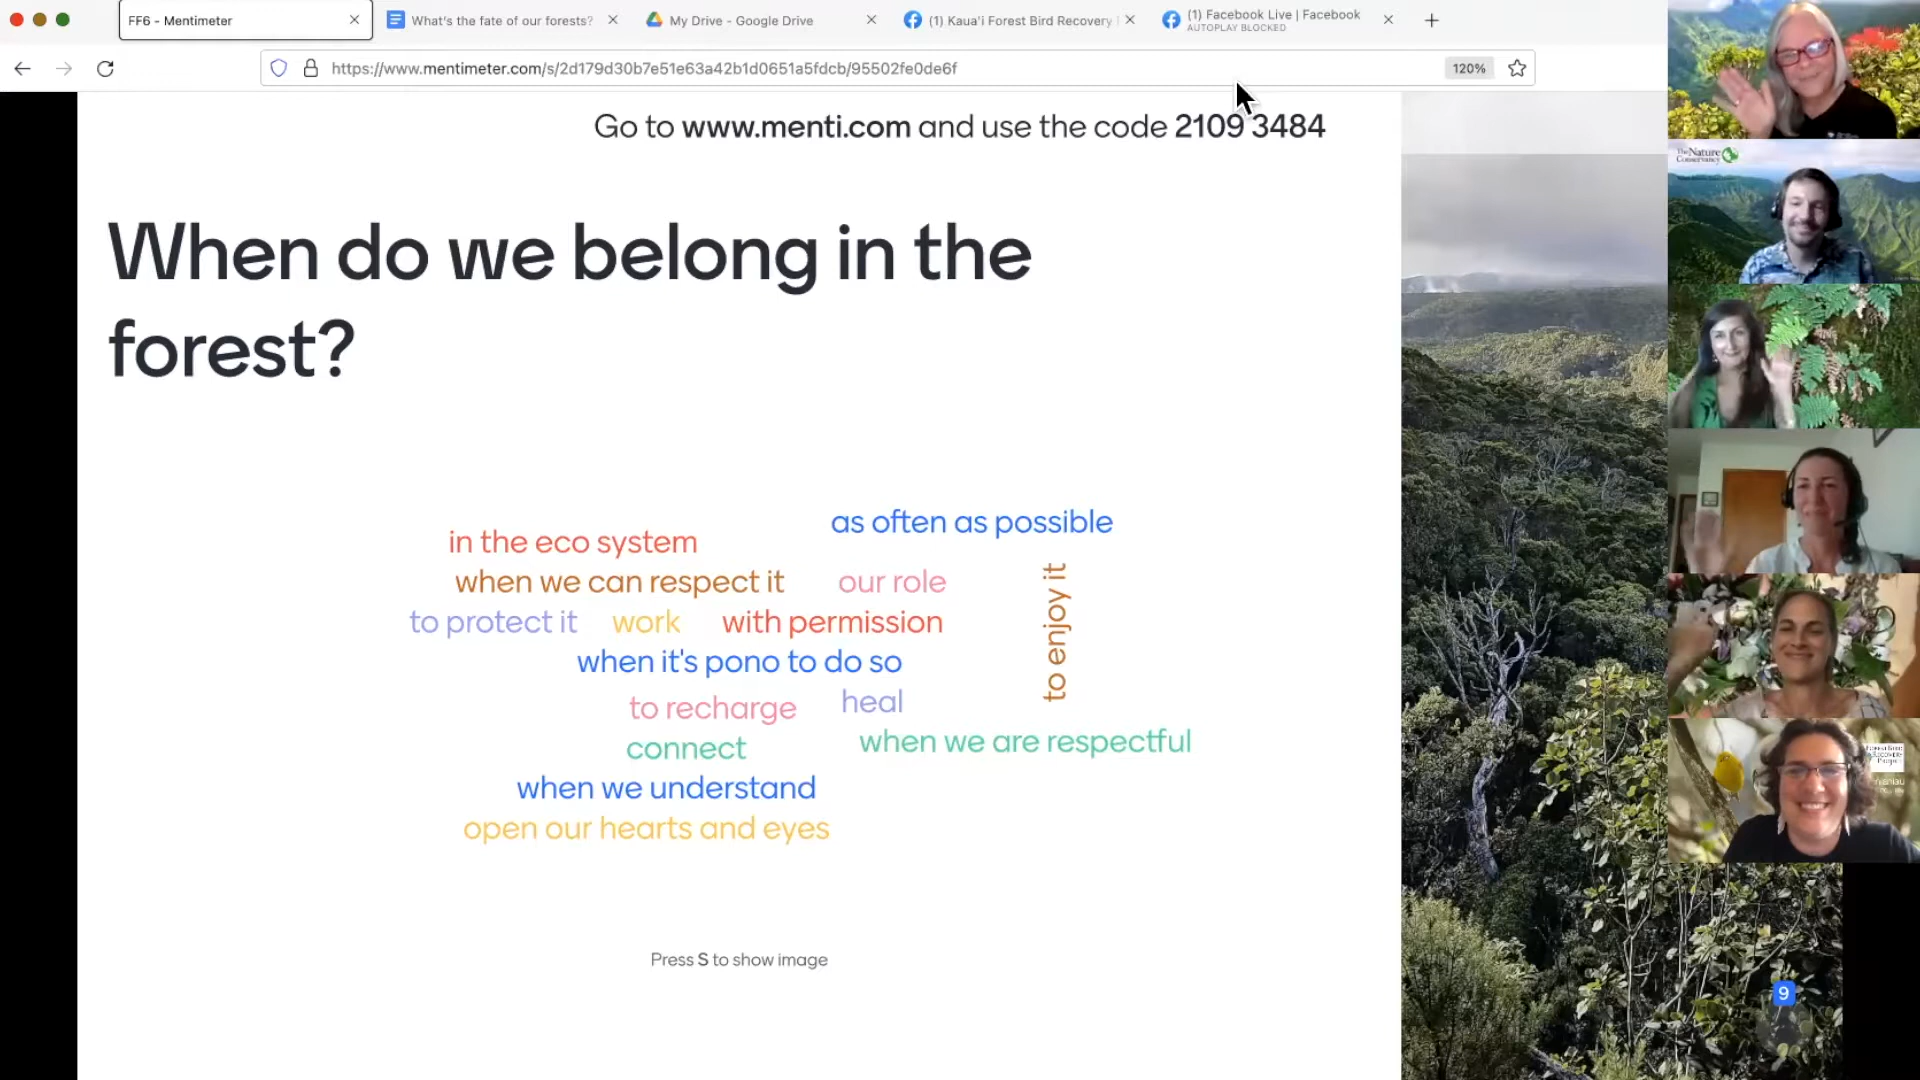 FF6 - Mentimeter
What's the fate of our forests?
My Drive - Google Drive
(1) Kaua'i Forest Bird Recovery
(1) Facebook Live | Facebook
AUTOPLAY BLOCKED
https://www.mentimeter.com/s/2d179d30b7e51e63a42b1d0651a5fdcb/95502fe0de6f
120%
Go to www.menti.com and use the code 2109 3484
The Nature
Conservancy
When do we belong in the
forest?
as often as possible
in the eco system
when we can respect it
our role
to enjoy it
to protect it
work
with permission
when it's pono to do so
to recharge
heal
connect
when we are respectful
when we understand
open our hearts and eyes
Press S to show image
9